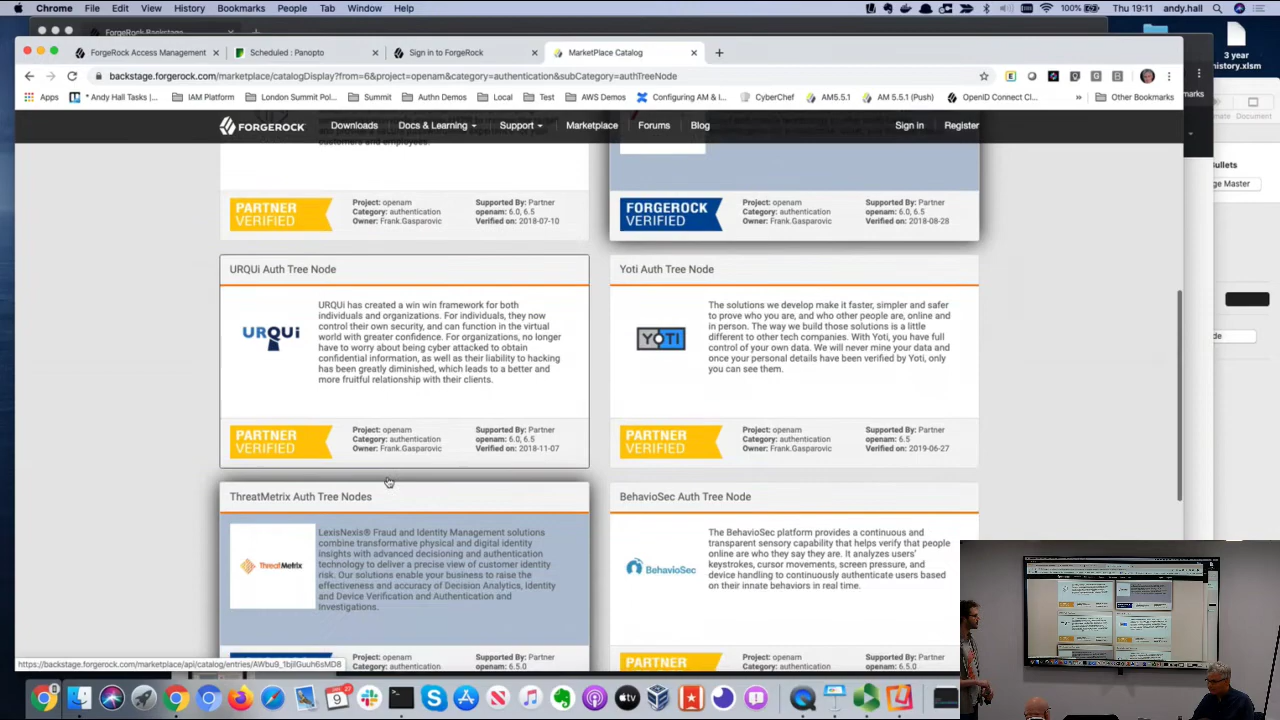 Chrome File Edit View History Bookmarks People Tab Window Help
100% Thu 19:11 andy.hall
ForgeRock Backstage
ForgeRock Access Management
Scheduled : Panopto
Sign in to ForgeRock
MarketPlace Catalog
3 year
history.xlsm
backstage.forgerock.com/marketplace/catalogDisplay?from=6&project=openam&category=authentication&subCategory=authTreeNode
Apps
* Andy Hall Tasks |...
IAM Platform
London Summit Pol...
Summit
Authn Demos
Local
Test
AWS Demos
Configuring AM & I...
CyberChef
AM5.5.1
AM 5.5.1 (Push)
OpenID Connect Cl...
»
Other Bookmarks
Document
FORGEROCK
Downloads
Docs & Learning
Support
Marketplace
Forums
Blog
Sign in
Register
customers and employees.
PARTNER
VERIFIED
Project: openam
Category: authentication
Owner: Frank.Gasparovic
Supported By: Partner
openam: 6.0, 6.5
Verified on: 2018-07-10
FORGEROCK
VERIFIED
Project: openam
Category: authentication
Owner: Frank.Gasparovic
Supported By: Partner
openam: 6.0, 6.5
Verified on: 2018-08-28
URQUi Auth Tree Node
URQUi
URQUi has created a win win framework for both
individuals and organizations. For individuals, they now
control their own security, and can function in the virtual
world with greater confidence. For organizations, no longer
have to worry about being cyber attacked to obtain
confidential information, as well as their liability to hacking
has been greatly diminished, which leads to a better and
more fruitful relationship with their clients.
PARTNER
VERIFIED
Project: openam
Category: authentication
Owner: Frank.Gasparovic
Supported By: Partner
openam: 6.0, 6.5
Verified on: 2018-11-07
Yoti Auth Tree Node
YOTI
The solutions we develop make it faster, simpler and safer
to prove who you are, and who other people are, online and
in person. The way we build those solutions is a little
different to other tech companies. With Yoti, you have full
control of your own data. We will never mine your data and
once your personal details have been verified by Yoti, only
you can see them.
PARTNER
VERIFIED
Project: openam
Category: authentication
Owner: Frank.Gasparovic
Supported By: Partner
openam: 6.5
Verified on: 2019-06-27
ThreatMetrix Auth Tree Nodes
ThreatMetrix
LexisNexis® Fraud and Identity Management solutions
combine transformative physical and digital identity
insights with advanced decisioning and authentication
technology to deliver a precise view of customer identity
risk. Our solutions enable your business to raise the
effectiveness and accuracy of Decision Analytics, Identity
and Device Verification and Authentication and
Investigations.
Project: openam
Category: authentication
Supported By: Partner
openam: 6.5.0
BehavioSec Auth Tree Node
BehavioSec
The BehavioSec platform provides a continuous and
transparent sensory capability that helps verify that people
online are who they say they are. It analyzes users'
keystrokes, cursor movements, screen pressure, and
device handling to continuously authenticate users based
on their innate behaviors in real time.
PARTNER
Project: openam
Category: authentication
Supported By: Partner
openam: 6.5.0